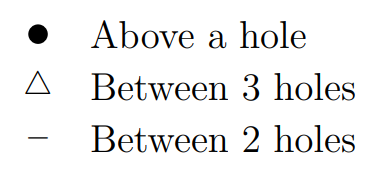 ● Above a hole
△ Between 3 holes
– Between 2 holes